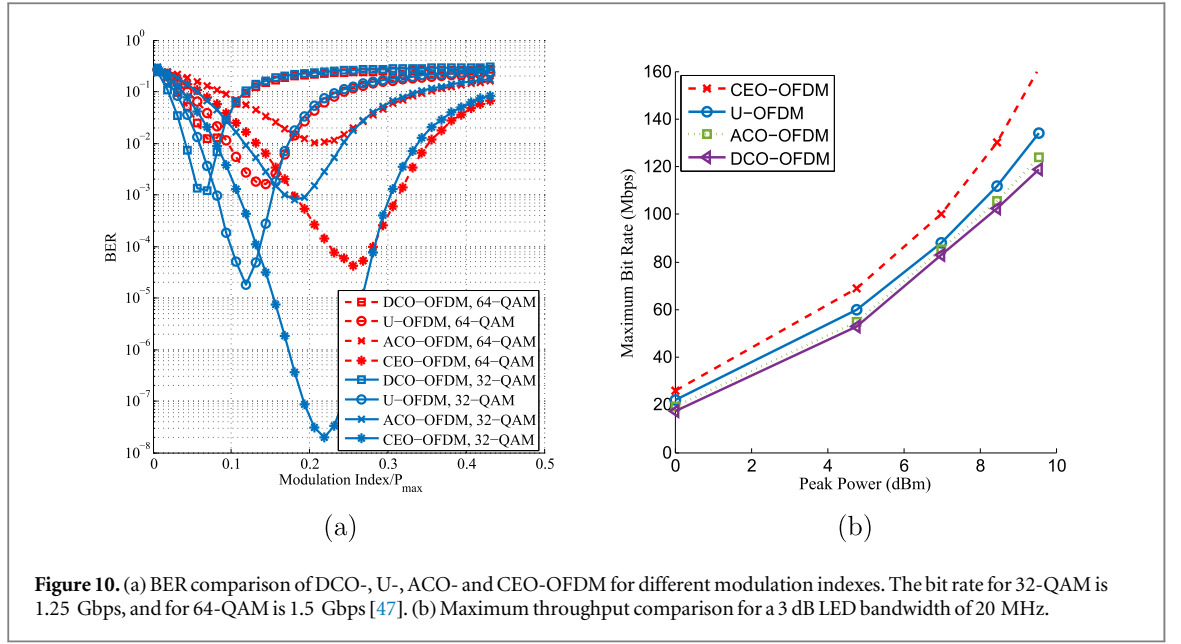 10^0
10^-1
10^-2
10^-3
10^-4
10^-5
10^-6
10^-7
10^-8
BER
0 0.1 0.2 0.3 0.4 0.5
Modulation Index/P_max
DCO-OFDM, 64-QAM
U-OFDM, 64-QAM
ACO-OFDM, 64-QAM
CEO-OFDM, 64-QAM
DCO-OFDM, 32-QAM
U-OFDM, 32-QAM
ACO-OFDM, 32-QAM
CEO-OFDM, 32-QAM
(a)
160
140
120
100
80
60
40
20
0
Maximum Bit Rate (Mbps)
0 2 4 6 8 10
Peak Power (dBm)
CEO-OFDM
U-OFDM
ACO-OFDM
DCO-OFDM
(b)
Figure 10. (a) BER comparison of DCO-, U-, ACO- and CEO-OFDM for different modulation indexes. The bit rate for 32-QAM is
1.25 Gbps, and for 64-QAM is 1.5 Gbps [47]. (b) Maximum throughput comparison for a 3 dB LED bandwidth of 20 MHz.